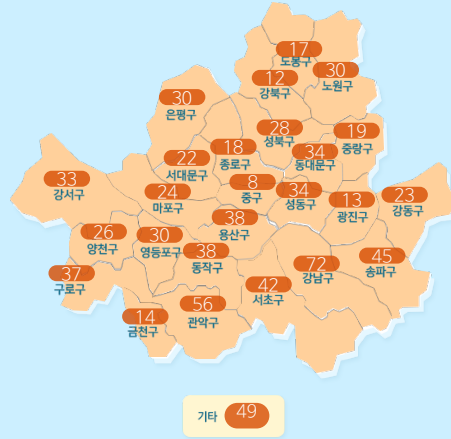 17
도봉구
30
노원구
12
강북구
30
은평구
28
성북구
19
중랑구
34
동대문구
18
종로구
22
서대문구
33
강서구
24
마포구
8
중구
34
성동구
13
광진구
23
강동구
38
용산구
26
양천구
30
영등포구
38
동작구
45
송파구
72
강남구
37
구로구
42
서초구
56
관악구
14
금천구
기타 49